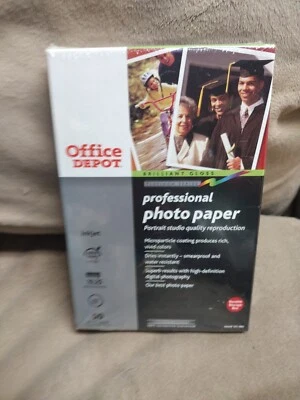 Office
DEPOT
BRILLIANT GLOSS
professional
photo paper
Portrait studio quality reproduction
Microparticle coating produces rich,
vivid colors
Dries instantly – smearproof and
water resistant
Superb results with high-definition
digital photography
Our best photo paper
Inkjet